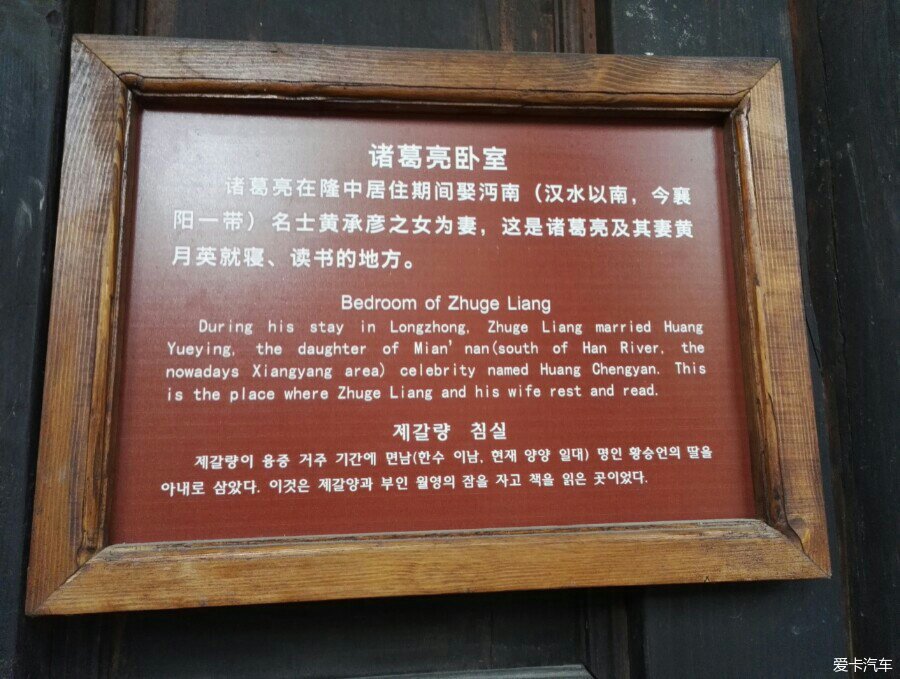 诸葛亮卧室
诸葛亮在隆中居住期间娶沔南（汉水以南，今襄
阳一带）名士黄承彦之女为妻，这是诸葛亮及其妻黄
月英就寝、读书的地方。
Bedroom of Zhuge Liang
During his stay in Longzhong, Zhuge Liang married Huang
Yueying, the daughter of Mian'nan(south of Han River, the
nowadays Xiangyang area) celebrity named Huang Chengyan. This
is the place where Zhuge Liang and his wife rest and read.
제갈량 침실
제갈량이 융중 거주 기간에 면남(한수 이남, 현재 양양 일대) 명인 황승언의 딸을
아내로 삼았다. 이것은 제갈양과 부인 월영의 잠을 자고 책을 읽은 곳이었다.
爱卡汽车